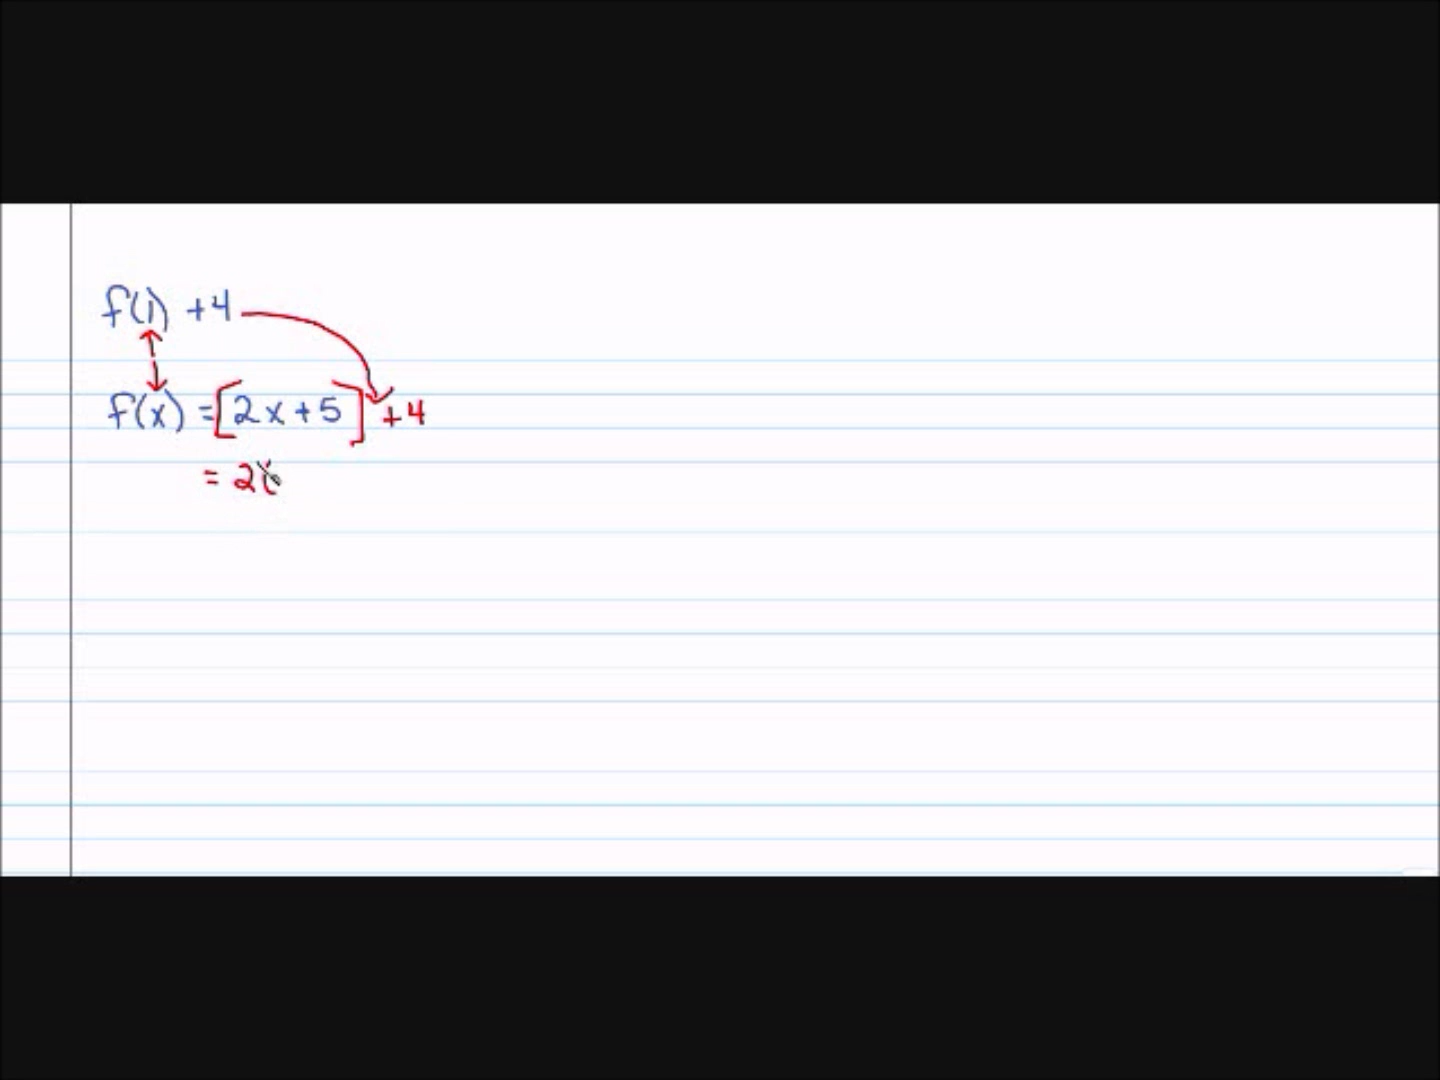 f(1) +4
f(x) = [2x+5] +4
= 2(